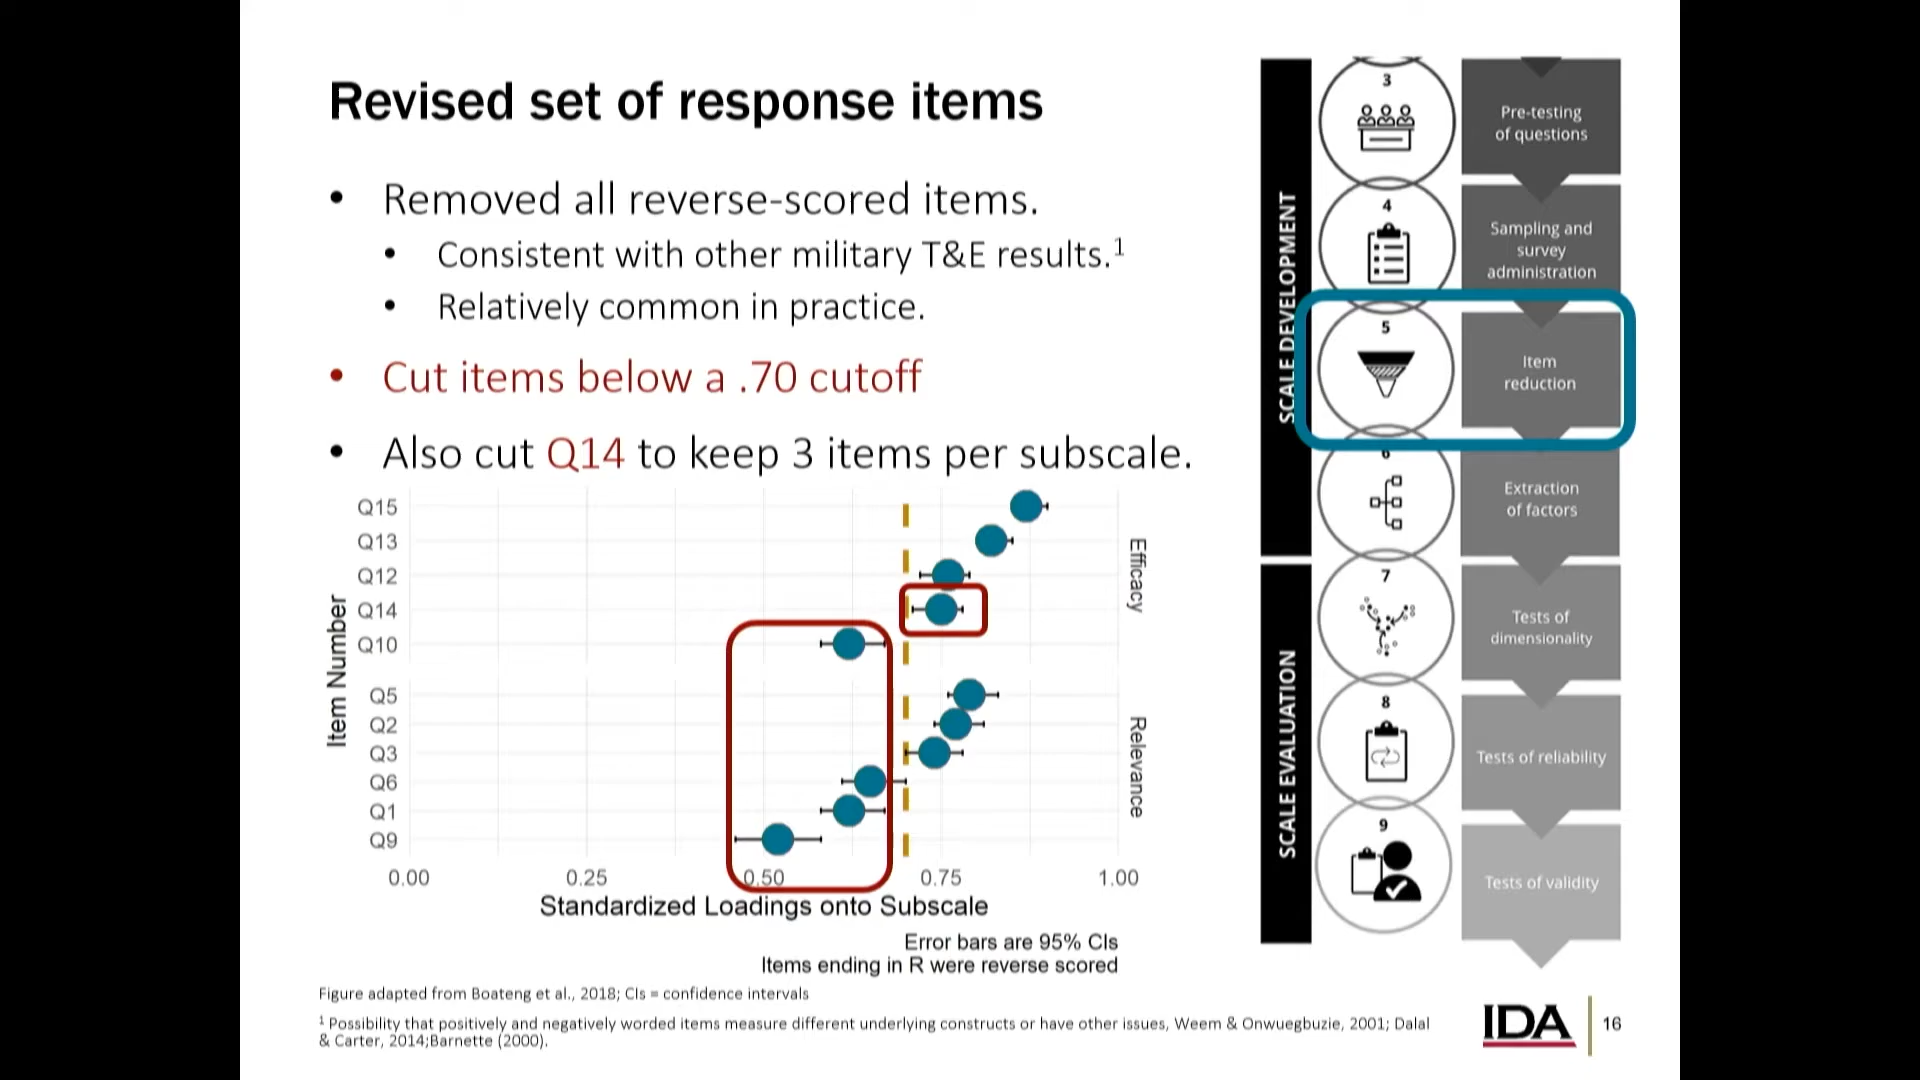 Revised set of response items
• Removed all reverse-scored items.
• Consistent with other military T&E results.1
• Relatively common in practice.
• Cut items below a .70 cutoff
• Also cut Q14 to keep 3 items per subscale.
Item Number
Q15
Q13
Q12
Q14
Q10
Efficacy
Q5
Q2
Q3
Q6
Q1
Q9
Relevance
0.00 0.25 0.50 0.75 1.00
Standardized Loadings onto Subscale
Error bars are 95% CIs
Items ending in R were reverse scored
SCALE DEVELOPMENT
3
Pre-testing
of questions
4
Sampling and
survey
administration
5
Item
reduction
6
Extraction
of factors
SCALE EVALUATION
7
Tests of
dimensionality
8
Tests of reliability
9
Tests of validity
Figure adapted from Boateng et al., 2018; CIs = confidence intervals
1 Possibility that positively and negatively worded items measure different underlying constructs or have other issues, Weem & Onwuegbuzie, 2001; Dalal
& Carter, 2014;Barnette (2000).
IDA
16